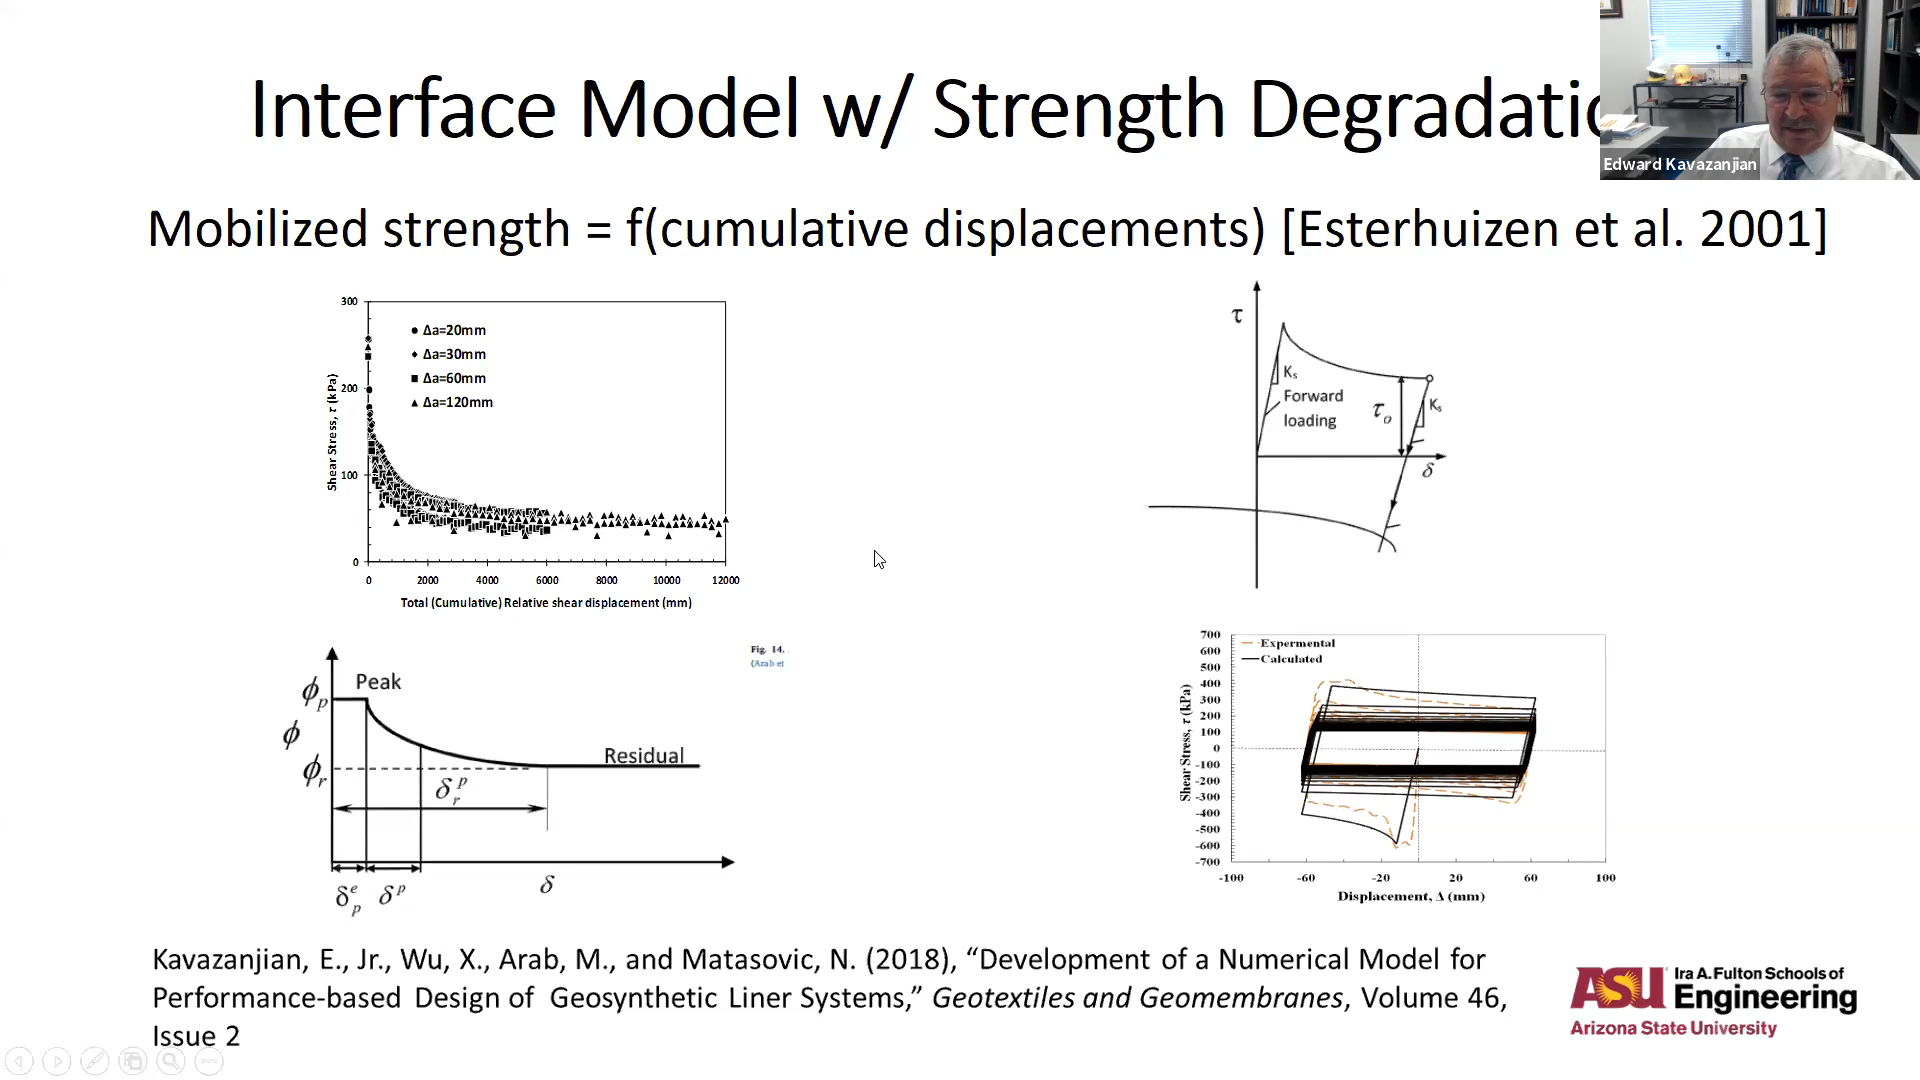 Interface Model w/ Strength Degradatio
Edward Kavazanjian
Mobilized strength = f(cumulative displacements) [Esterhuizen et al. 2001]
300
200
100
0
Shear Stress, τ (kPa)
Δa=20mm
Δa=30mm
Δa=60mm
Δa=120mm
0 2000 4000 6000 8000 10000 12000
Total (Cumulative) Relative shear displacement (mm)
τ
Ks
Forward
loading
τo
Ks
δ
Fig. 14.
(Arab et
ϕp
Peak
ϕ
ϕr
Residual
δrp
δpe
δp
δ
700
600
500
400
300
200
100
0
-100
-200
-300
-400
-500
-600
-700
Shear Stress, τ (kPa)
Expermental
Calculated
-100 -60 -20 20 60 100
Displacement, Δ (mm)
Kavazanjian, E., Jr., Wu, X., Arab, M., and Matasovic, N. (2018), “Development of a Numerical Model for
Performance-based Design of Geosynthetic Liner Systems,” Geotextiles and Geomembranes, Volume 46,
Issue 2
ASU Ira A. Fulton Schools of
Engineering
Arizona State University